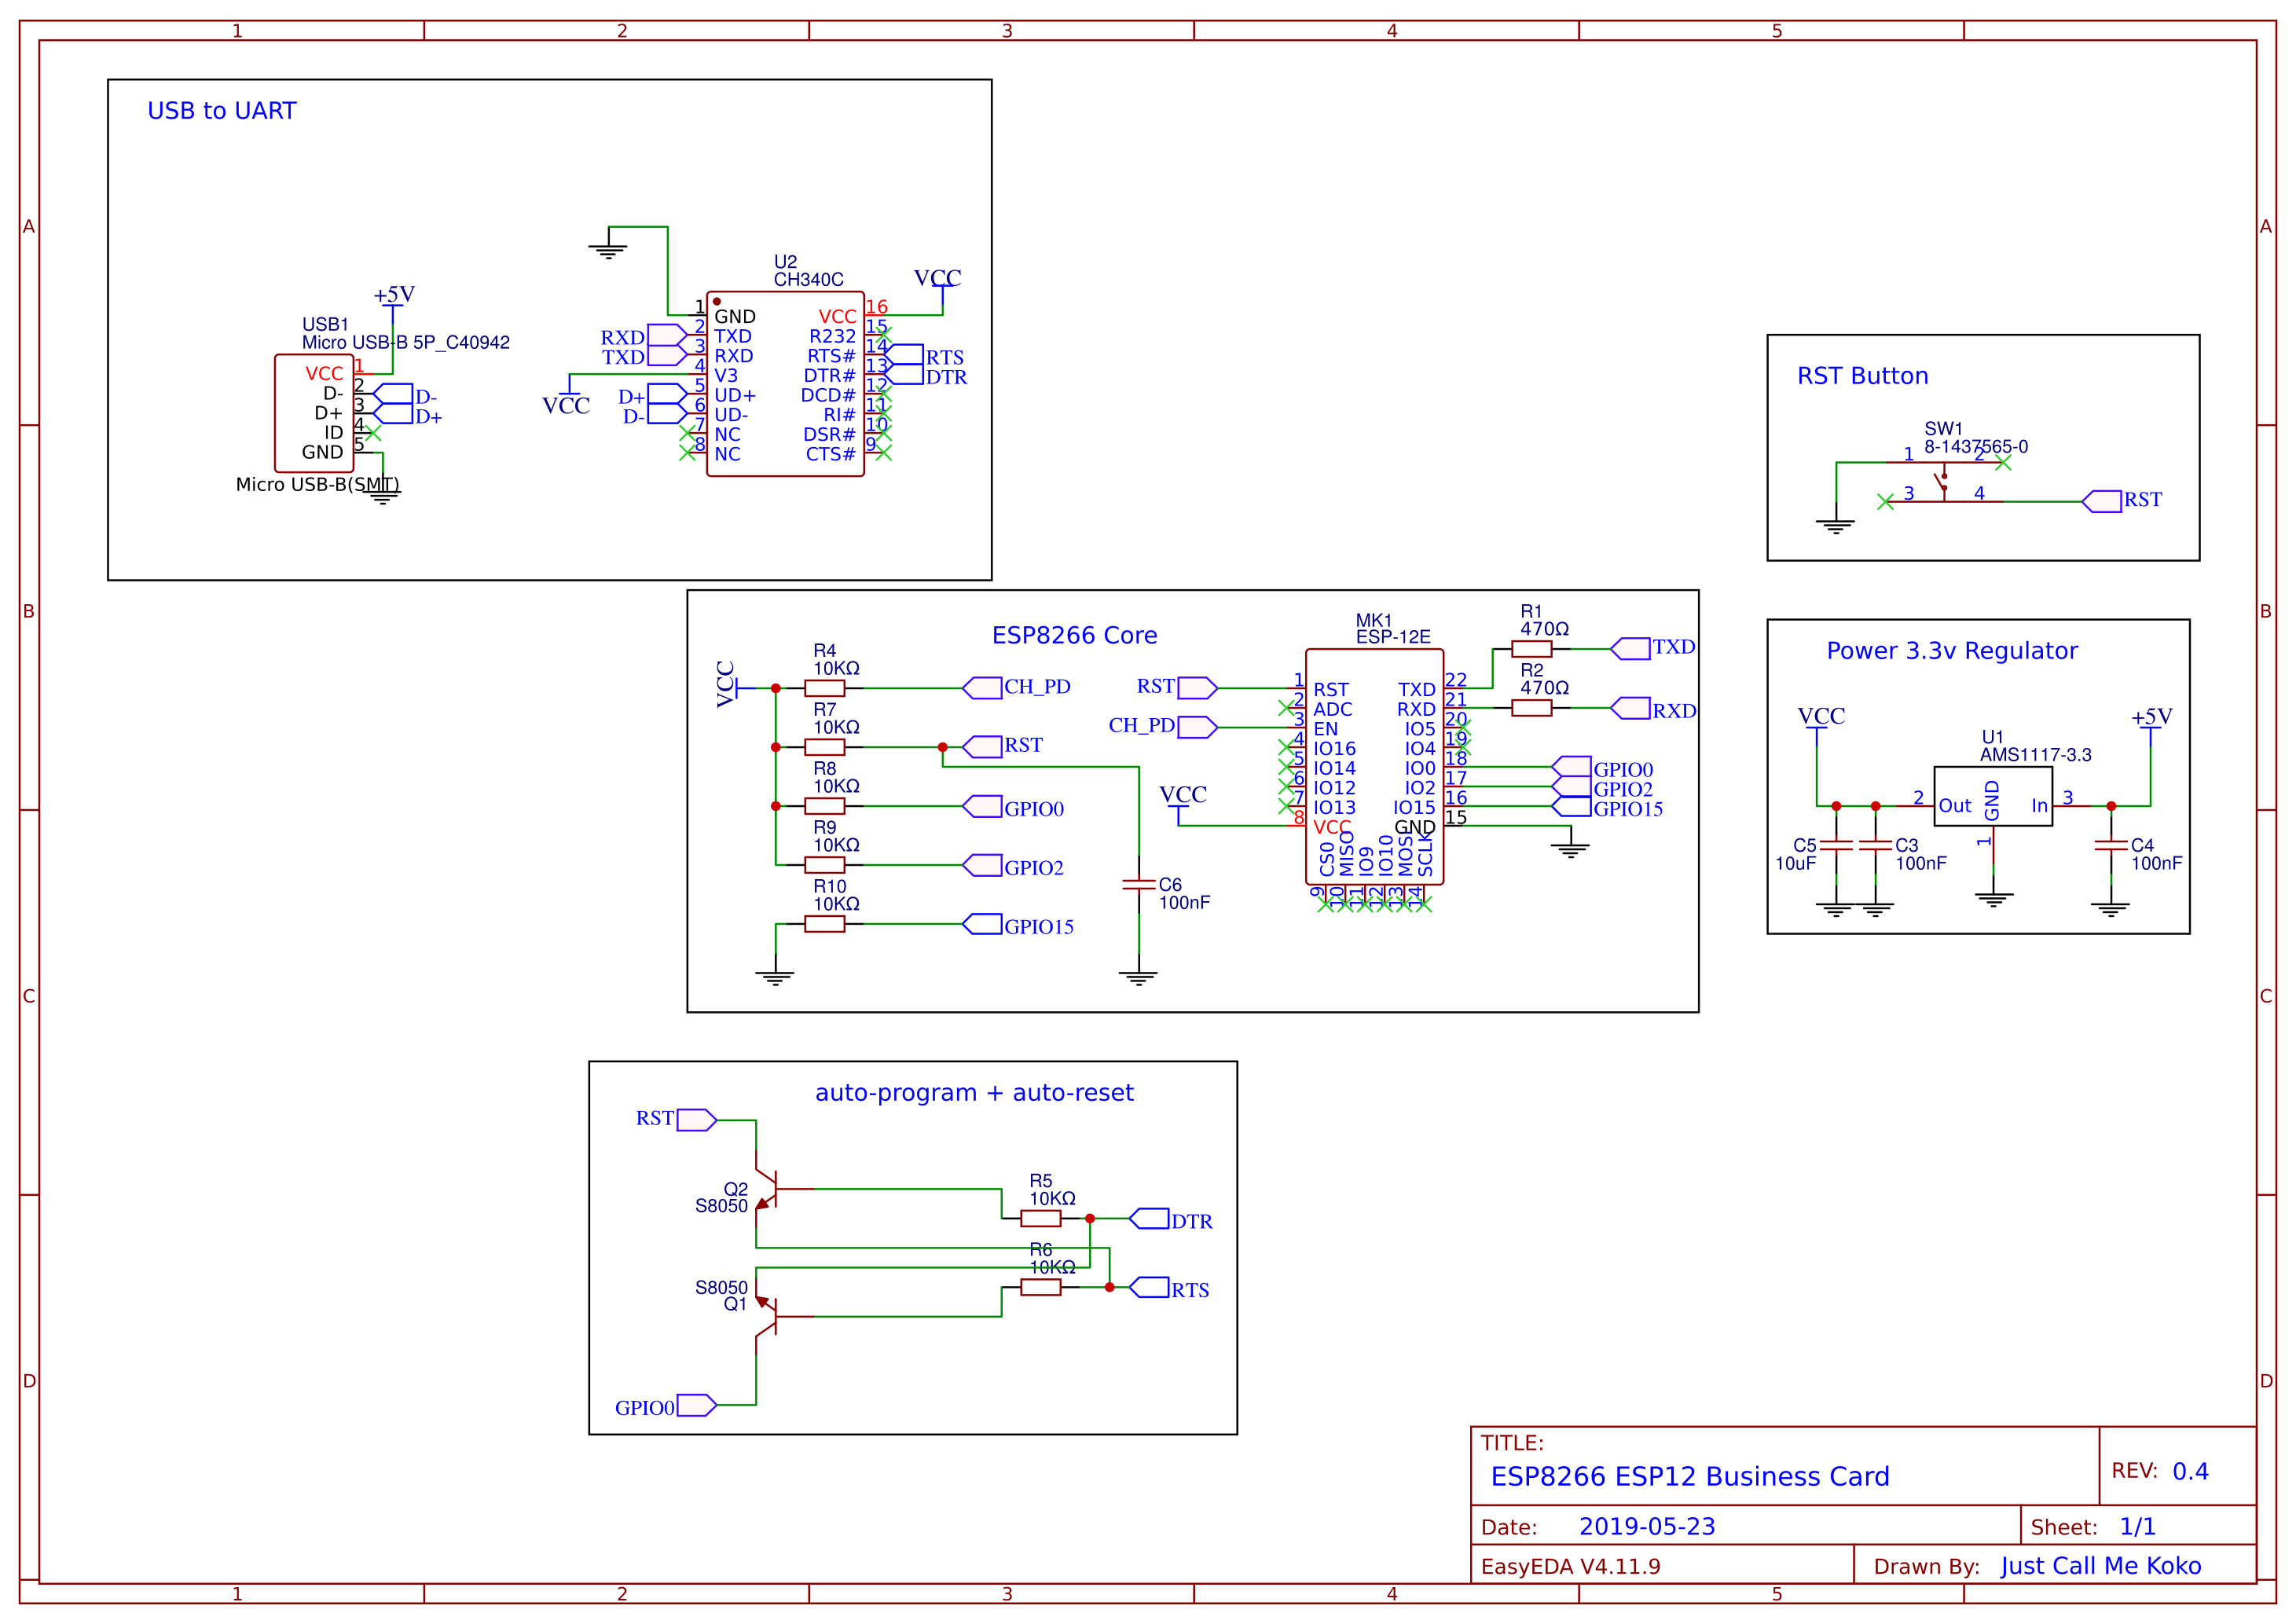 1 2 3 4 5
A A
B B
C C
D D
USB to UART
+5V
USB1
Micro USB-B 5P_C40942
VCC 1
D- 2 D-
D+ 3 D+
ID 4
GND 5
Micro USB-B(SMT)
U2
CH340C
VCC
1 GND VCC 16
RXD 2 TXD R232 15
TXD 3 RXD RTS# 14 RTS
4 V3 DTR# 13 DTR
VCC
D+ 5 UD+ DCD# 12
D- 6 UD- RI# 11
7 NC DSR# 10
8 NC CTS# 9
RST Button
SW1
8-1437565-0
1 2
3 4 RST
ESP8266 Core
VCC
R4
10KΩ
CH_PD
R7
10KΩ
RST
R8
10KΩ
GPIO0
R9
10KΩ
GPIO2
R10
10KΩ
GPIO15
C6
100nF
MK1
ESP-12E
RST 1 RST TXD 22
2 ADC RXD 21
CH_PD 3 EN IO5 20
4 IO16 IO4 19
5 IO14 IO0 18 GPIO0
6 IO12 IO2 17 GPIO2
7 IO13 IO15 16 GPIO15
VCC 8 VCC GND 15
CS0 MISO IO9 IO10 MOSI SCLK
9 10 11 12 13 14
R1
470Ω
TXD
R2
470Ω
RXD
Power 3.3v Regulator
VCC +5V
U1
AMS1117-3.3
2 Out GND In 3
1
C5
10uF
C3
100nF
C4
100nF
auto-program + auto-reset
RST
Q2
S8050
R5
10KΩ
DTR
R6
10KΩ
RTS
S8050
Q1
GPIO0
TITLE:
ESP8266 ESP12 Business Card
REV: 0.4
Date: 2019-05-23
Sheet: 1/1
EasyEDA V4.11.9
Drawn By: Just Call Me Koko
1 2 3 4 5